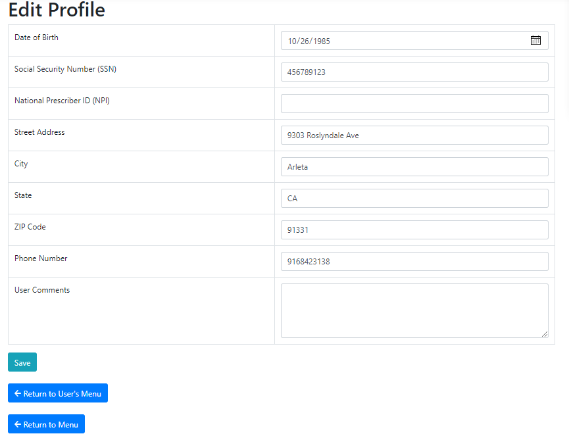 Edit Profile
Date of Birth
10/26/1985
Social Security Number (SSN)
456789123
National Prescriber ID (NPI)
Street Address
9303 Roslyndale Ave
City
Arleta
State
CA
ZIP Code
91331
Phone Number
9168423138
User Comments
Save
← Return to User's Menu
← Return to Menu